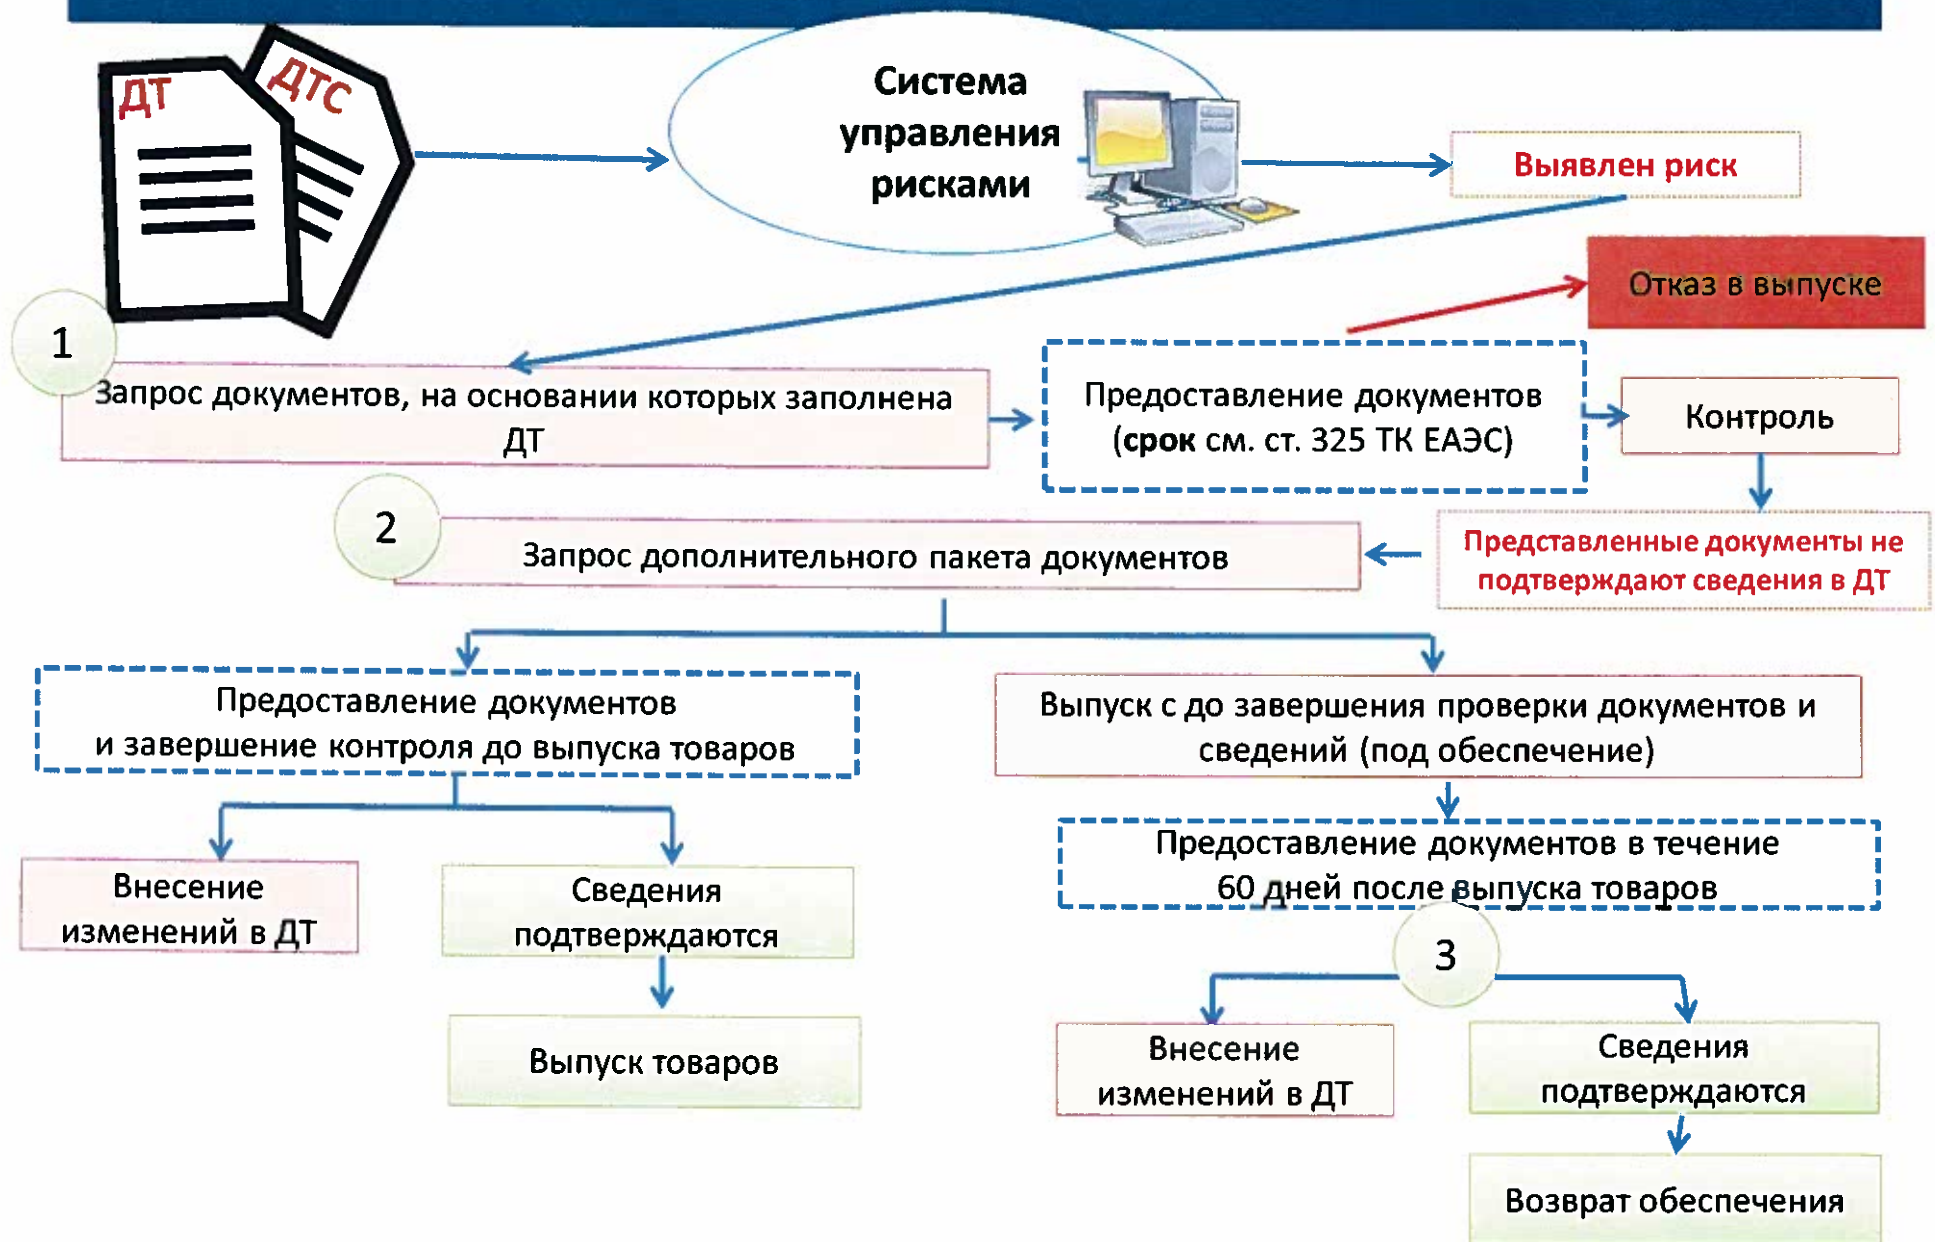 ДТ
ДТС
Система
управления
рисками
Выявлен риск
Отказ в выпуске
1
Запрос документов, на основании которых заполнена
ДТ
Предоставление документов
(срок см. ст. 325 ТК ЕАЭС)
Контроль
2
Запрос дополнительного пакета документов
Представленные документы не
подтверждают сведения в ДТ
Предоставление документов
и завершение контроля до выпуска товаров
Выпуск с до завершения проверки документов и
сведений (под обеспечение)
Предоставление документов в течение
60 дней после выпуска товаров
Внесение
изменений в ДТ
Сведения
подтверждаются
Выпуск товаров
3
Внесение
изменений в ДТ
Сведения
подтверждаются
Возврат обеспечения